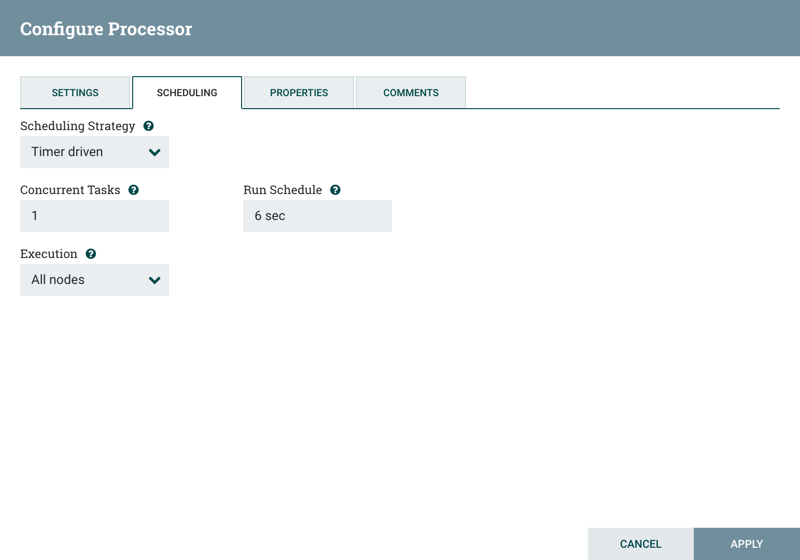 Configure Processor
SETTINGS
SCHEDULING
PROPERTIES
COMMENTS
Scheduling Strategy
Timer driven
Concurrent Tasks
Run Schedule
1
6 sec
Execution
All nodes
CANCEL
APPLY